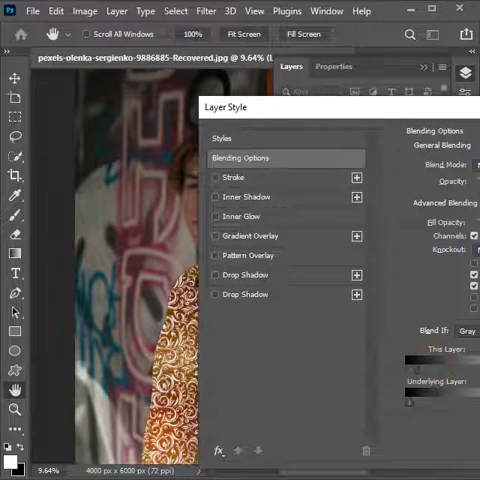 Ps File Edit Image Layer Type Select Filter 3D View Plugins Window Help
Scroll All Windows 100% Fit Screen Fill Screen
pexels-olenka-sergienko-9886885-Recovered.jpg @ 9.64% (L
Layers Properties
Kind
Layer Style
Styles
Blending Options
Stroke
Inner Shadow
Inner Glow
Gradient Overlay
Pattern Overlay
Drop Shadow
Drop Shadow
Blending Options
General Blending
Blend Mode:
Opacity:
Advanced Blending
Fill Opacity:
Channels:
Knockout:
Blend If: Gray
This Layer:
Underlying Layer:
fx
9.64% 4000 px x 6000 px (72 ppi)